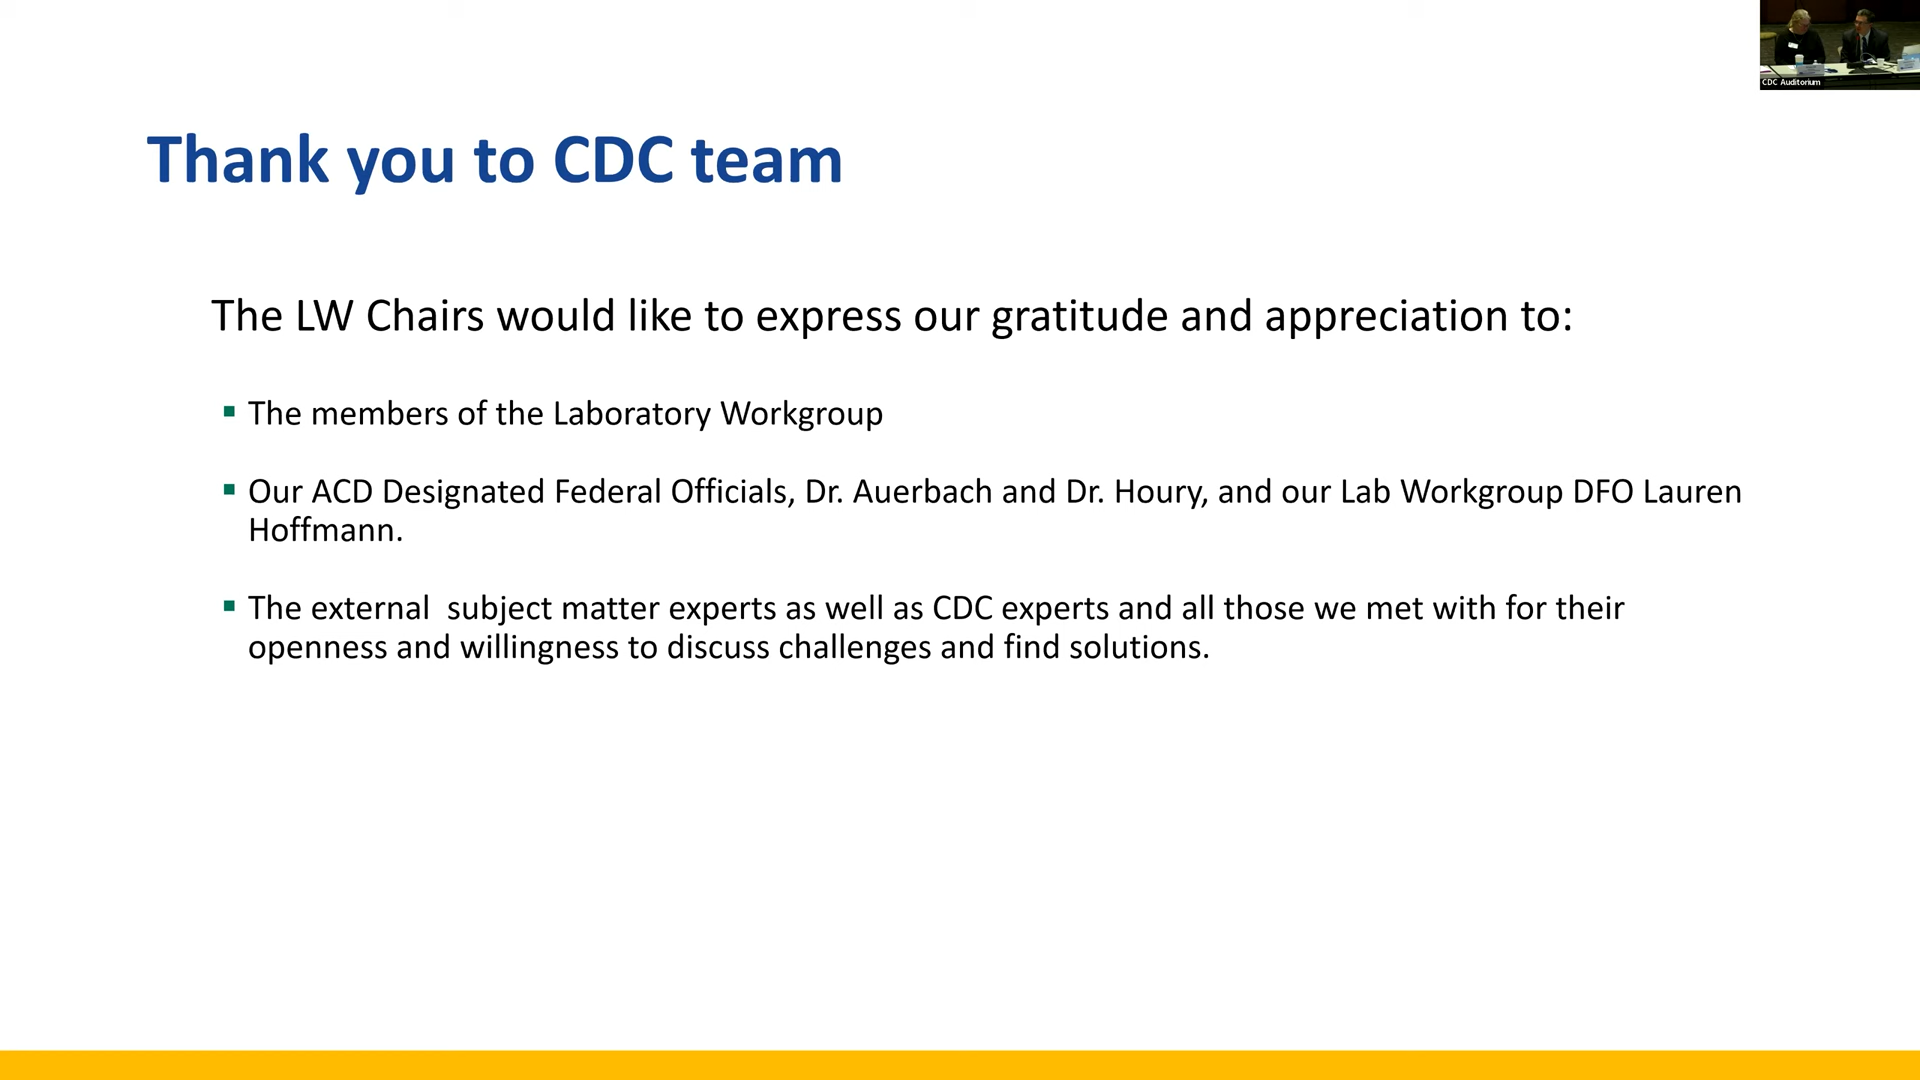 CDC Auditorium
Thank you to CDC team
The LW Chairs would like to express our gratitude and appreciation to:
▪ The members of the Laboratory Workgroup
▪ Our ACD Designated Federal Officials, Dr. Auerbach and Dr. Houry, and our Lab Workgroup DFO Lauren
Hoffmann.
▪ The external  subject matter experts as well as CDC experts and all those we met with for their
openness and willingness to discuss challenges and find solutions.